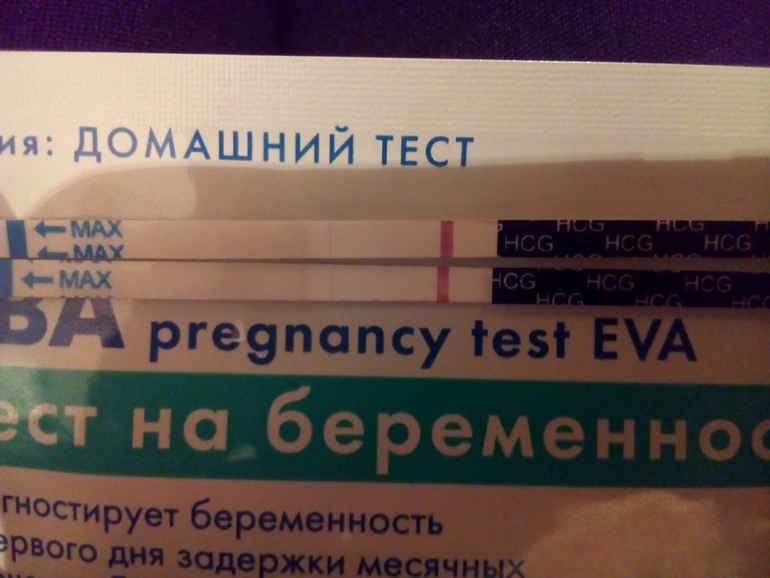 ия: ДОМАШНИЙ ТЕСТ
←MAX HCG HCG
←MAX HCG HCG HCG
←MAX HCG HCG HCG
HCG HCG HCG
ВА pregnancy test EVA
ест на беременнос
гностирует беременность
ервого дня задержки месячных